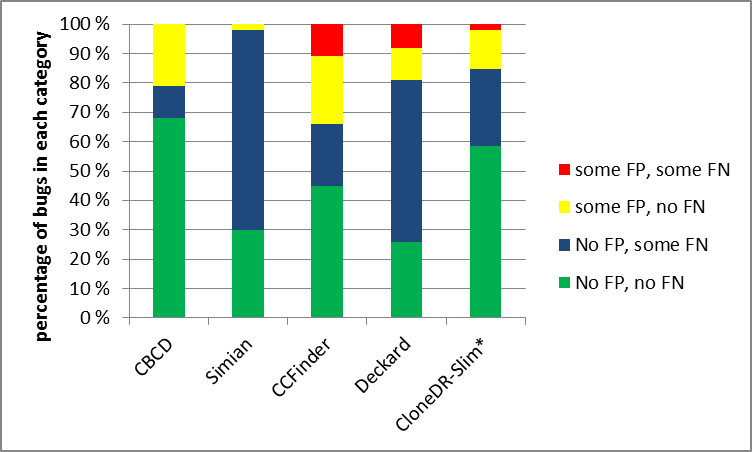 percentage of bugs in each category
100 %
90 %
80 %
70 %
60 %
50 %
40 %
30 %
20 %
10 %
0 %
CBCD
Simian
CCFinder
Deckard
CloneDR-Slim*
some FP, some FN
some FP, no FN
No FP, some FN
No FP, no FN